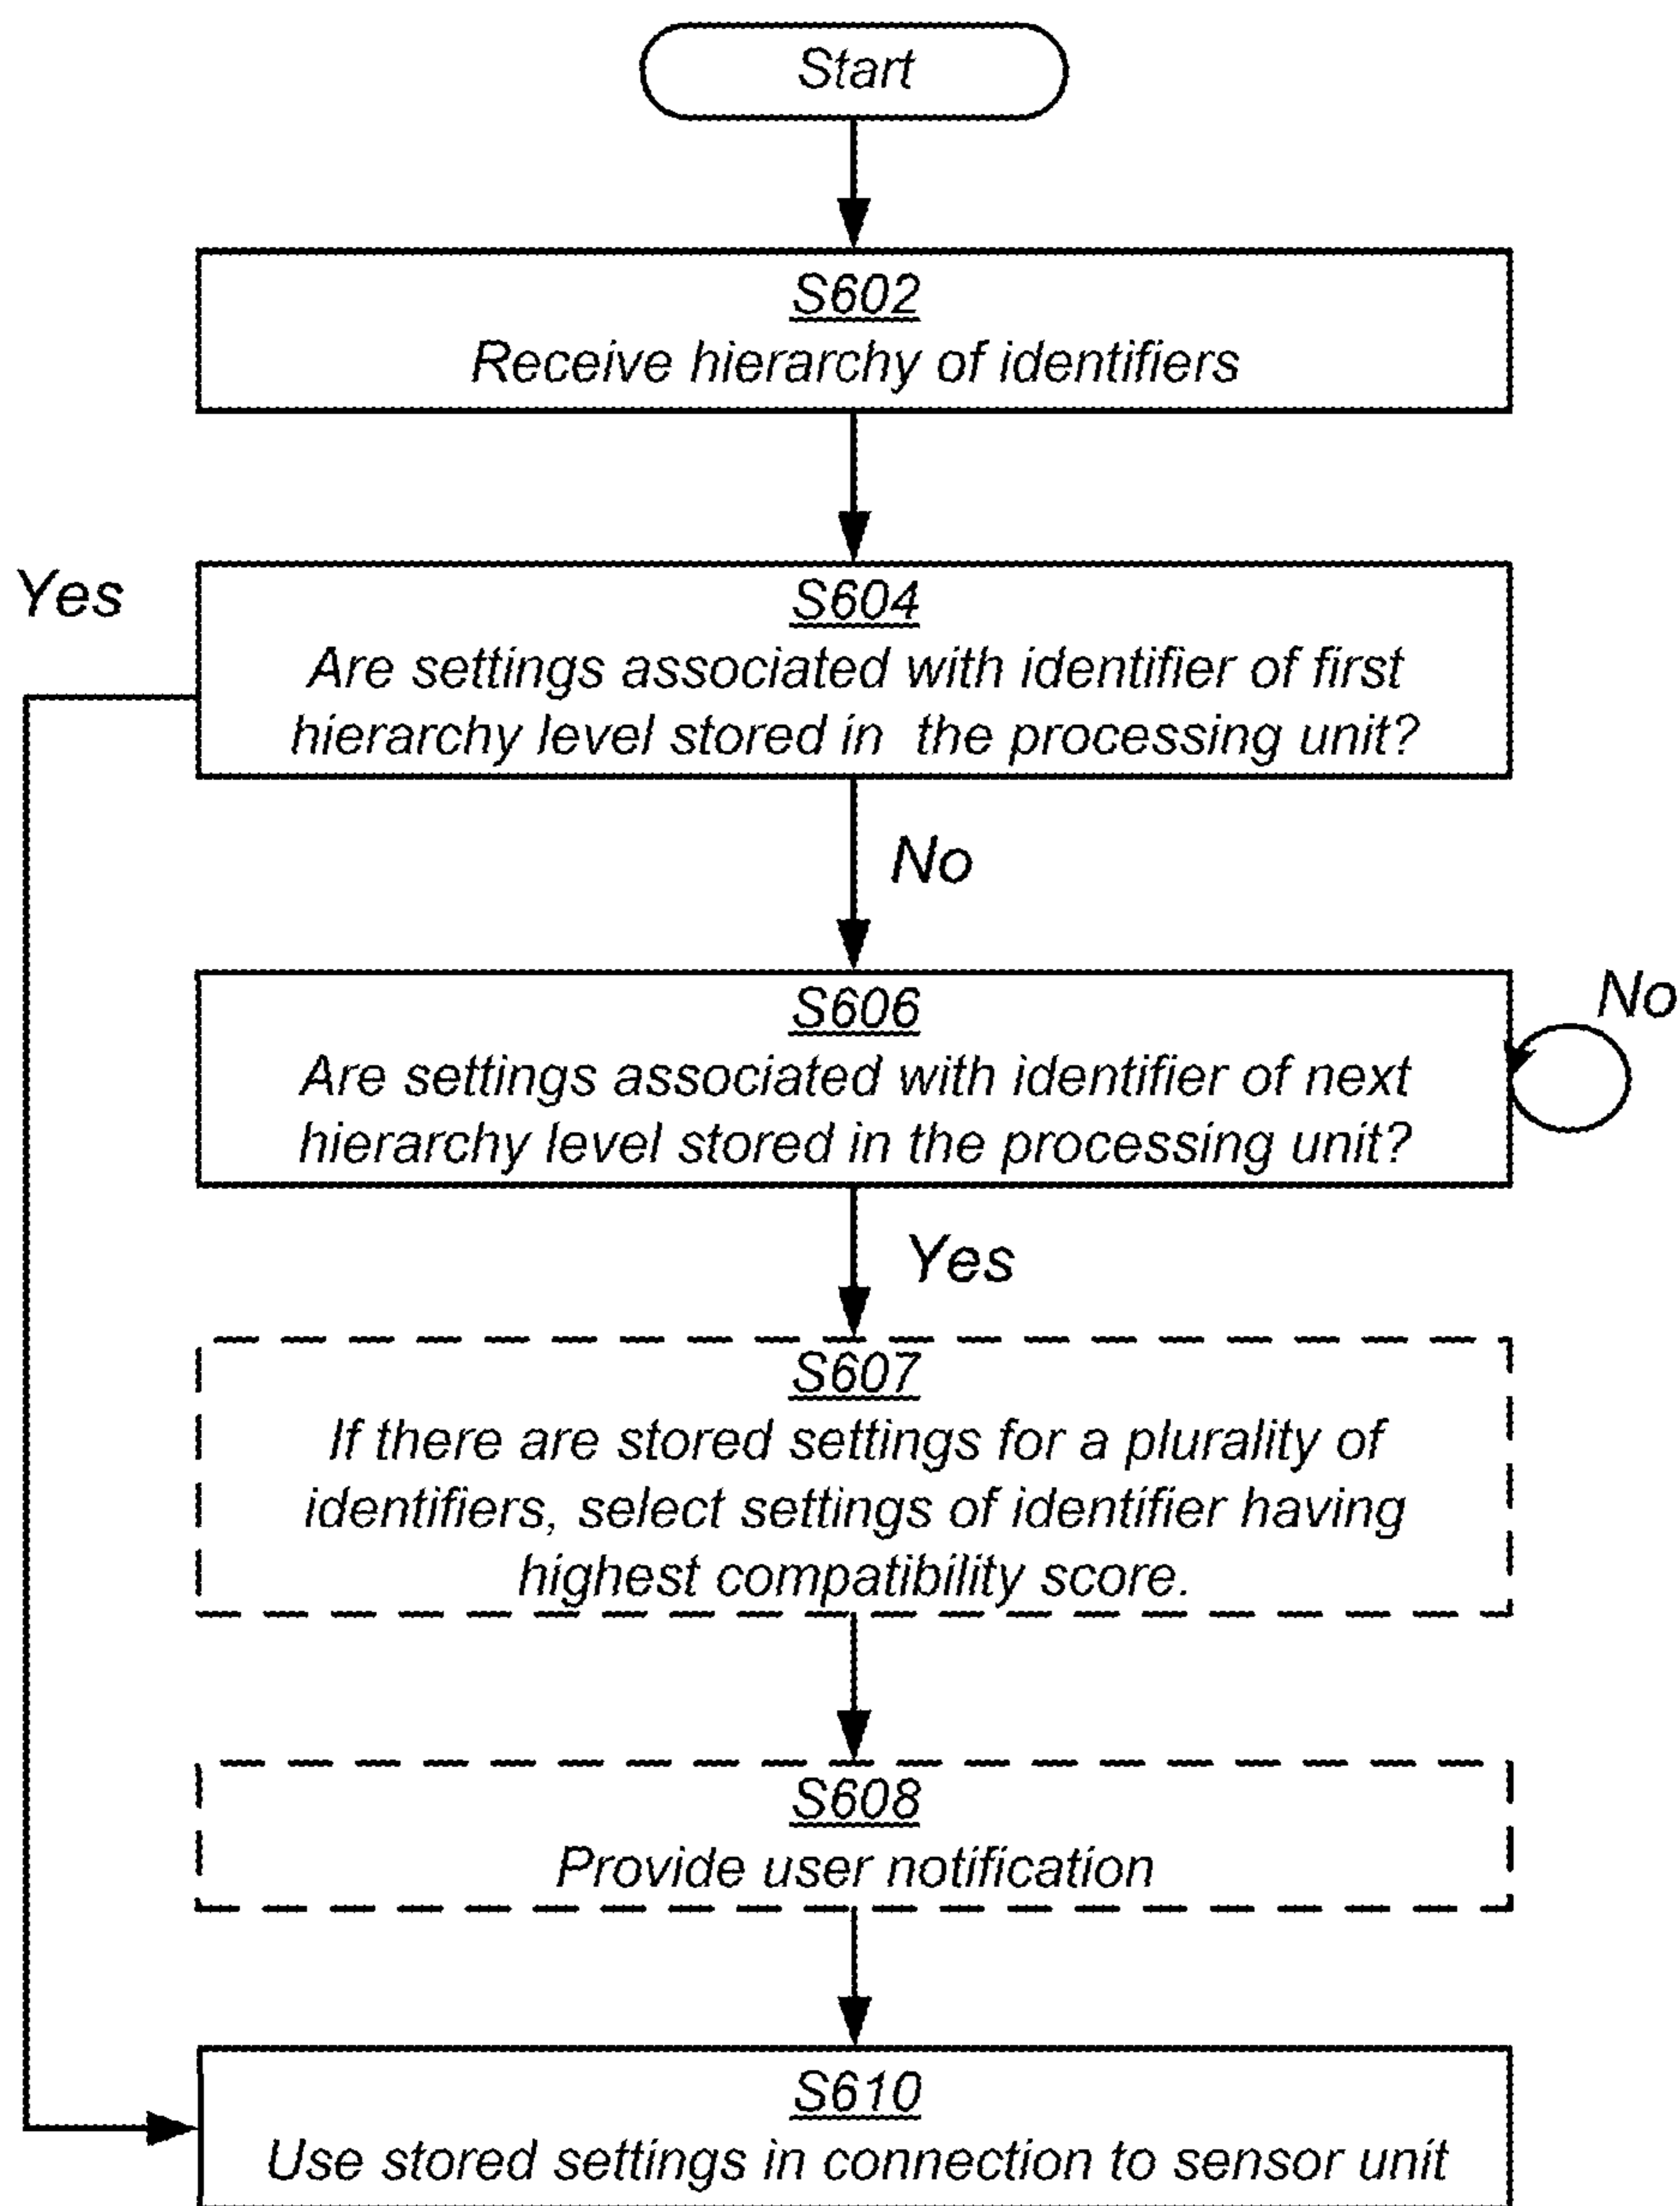 Start
S602
Receive hierarchy of identifiers
Yes
S604
Are settings associated with identifier of first
hierarchy level stored in the processing unit?
No
S606
Are settings associated with identifier of next
hierarchy level stored in the processing unit?
No
Yes
S607
If there are stored settings for a plurality of
identifiers, select settings of identifier having
highest compatibility score.
S608
Provide user notification
S610
Use stored settings in connection to sensor unit